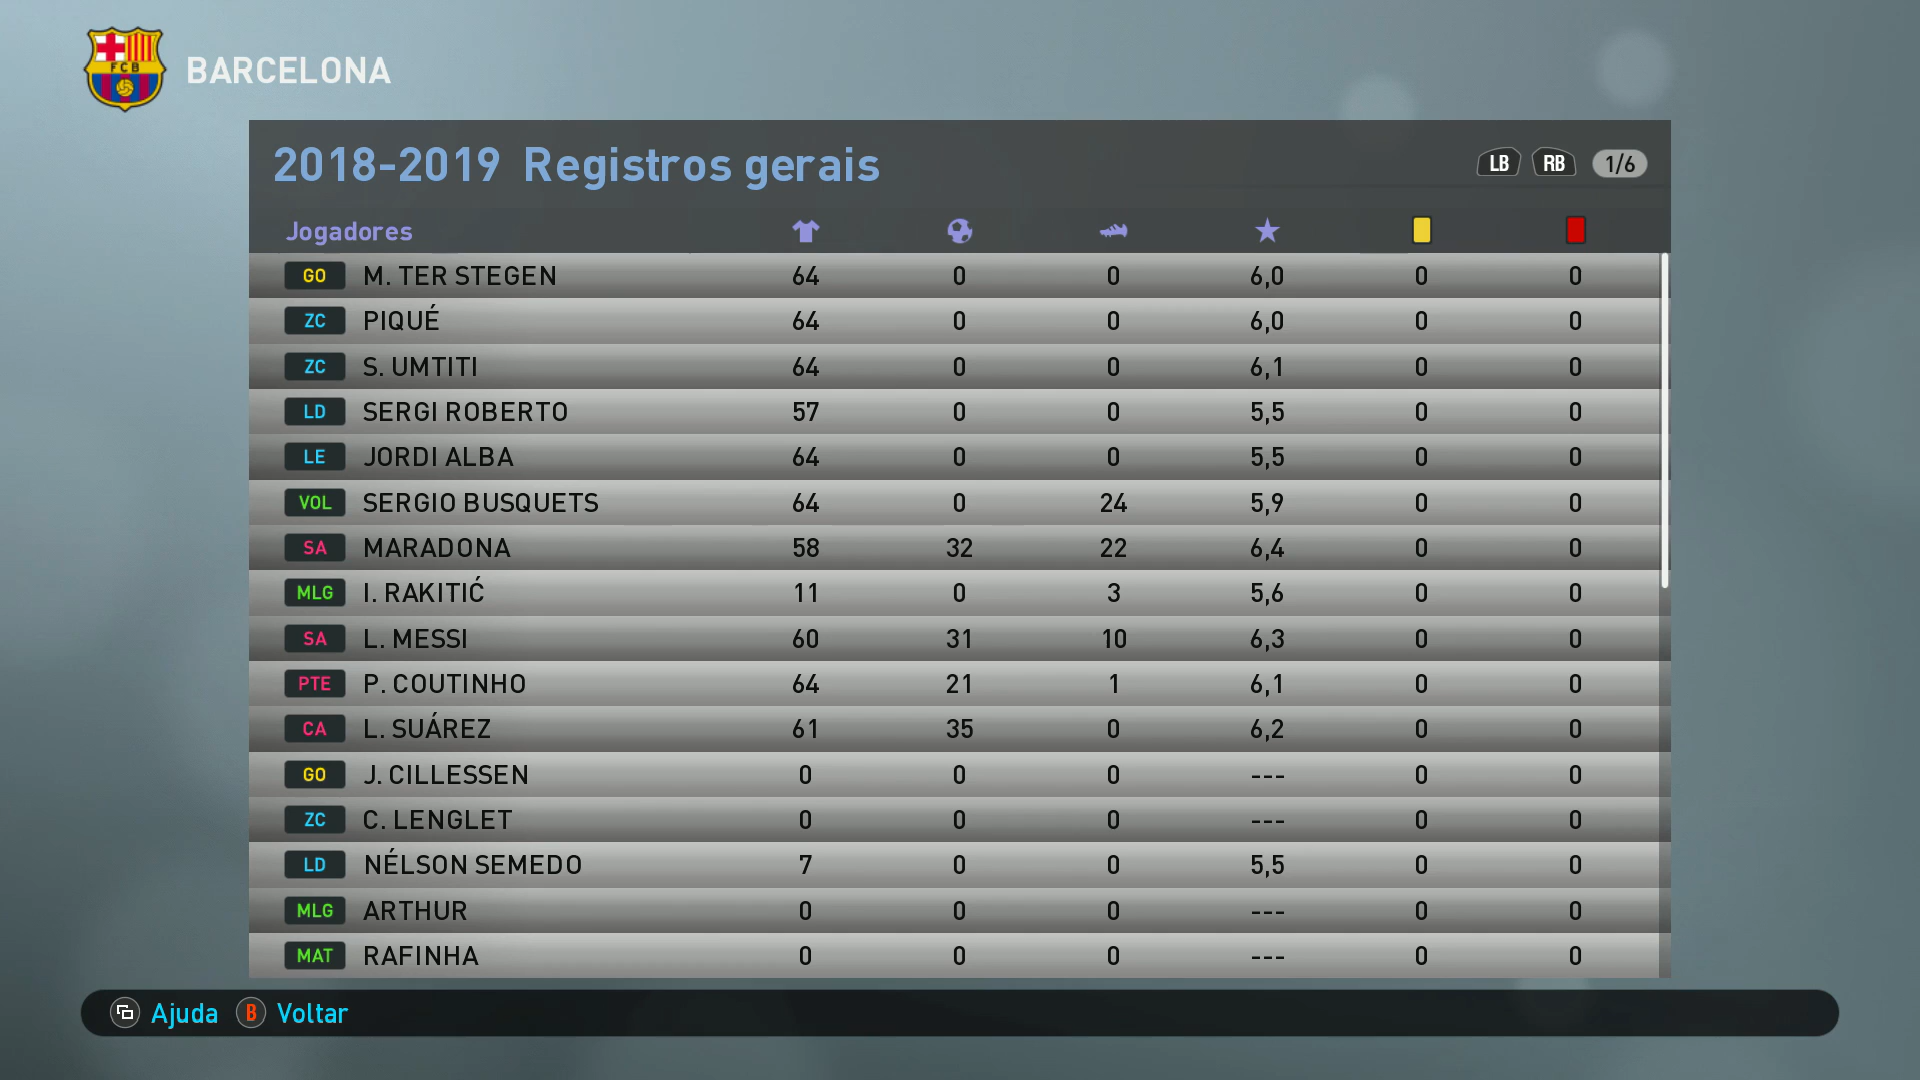 FCB
BARCELONA
2018-2019 Registros gerais
LB RB 1/6
Jogadores
GO M. TER STEGEN 64 0 0 6,0 0 0
ZC PIQUÉ 64 0 0 6,0 0 0
ZC S. UMTITI 64 0 0 6,1 0 0
LD SERGI ROBERTO 57 0 0 5,5 0 0
LE JORDI ALBA 64 0 0 5,5 0 0
VOL SERGIO BUSQUETS 64 0 24 5,9 0 0
SA MARADONA 58 32 22 6,4 0 0
MLG I. RAKITIĆ 11 0 3 5,6 0 0
SA L. MESSI 60 31 10 6,3 0 0
PTE P. COUTINHO 64 21 1 6,1 0 0
CA L. SUÁREZ 61 35 0 6,2 0 0
GO J. CILLESSEN 0 0 0 --- 0 0
ZC C. LENGLET 0 0 0 --- 0 0
LD NÉLSON SEMEDO 7 0 0 5,5 0 0
MLG ARTHUR 0 0 0 --- 0 0
MAT RAFINHA 0 0 0 --- 0 0
Ajuda B Voltar